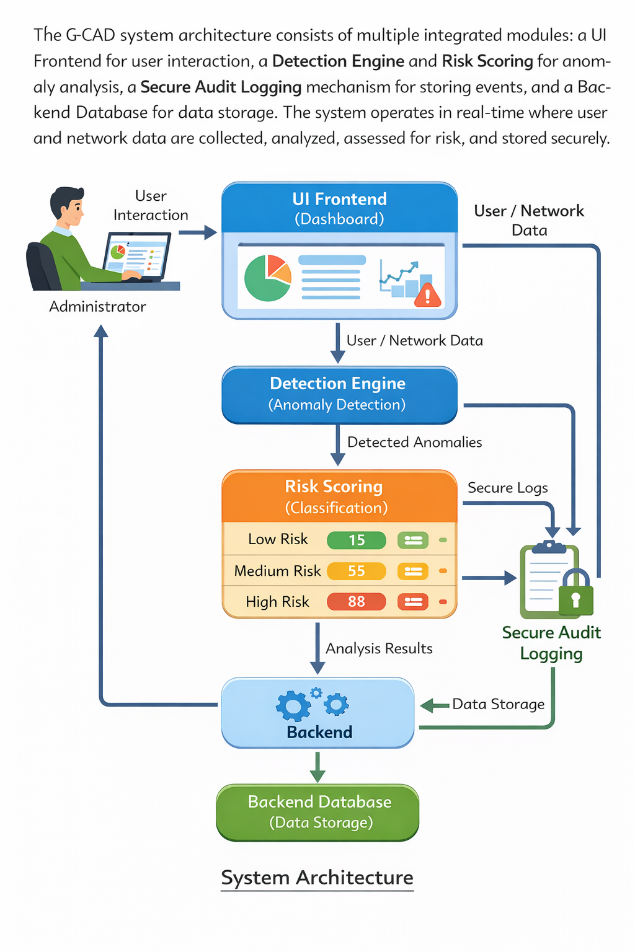 The G-CAD system architecture consists of multiple integrated modules: a UI
Frontend for user interaction, a Detection Engine and Risk Scoring for anom-
aly analysis, a Secure Audit Logging mechanism for storing events, and a Bac-
kend Database for data storage. The system operates in real-time where user
and network data are collected, analyzed, assessed for risk, and stored securely.
User
Interaction
UI Frontend
(Dashboard)
User / Network
Data
Administrator
User / Network Data
Detection Engine
(Anomaly Detection)
Detected Anomalies
Risk Scoring
(Classification)
Secure Logs
Low Risk 15
Medium Risk 55
High Risk 88
Secure Audit
Logging
Analysis Results
Data Storage
Backend
Backend Database
(Data Storage)
System Architecture